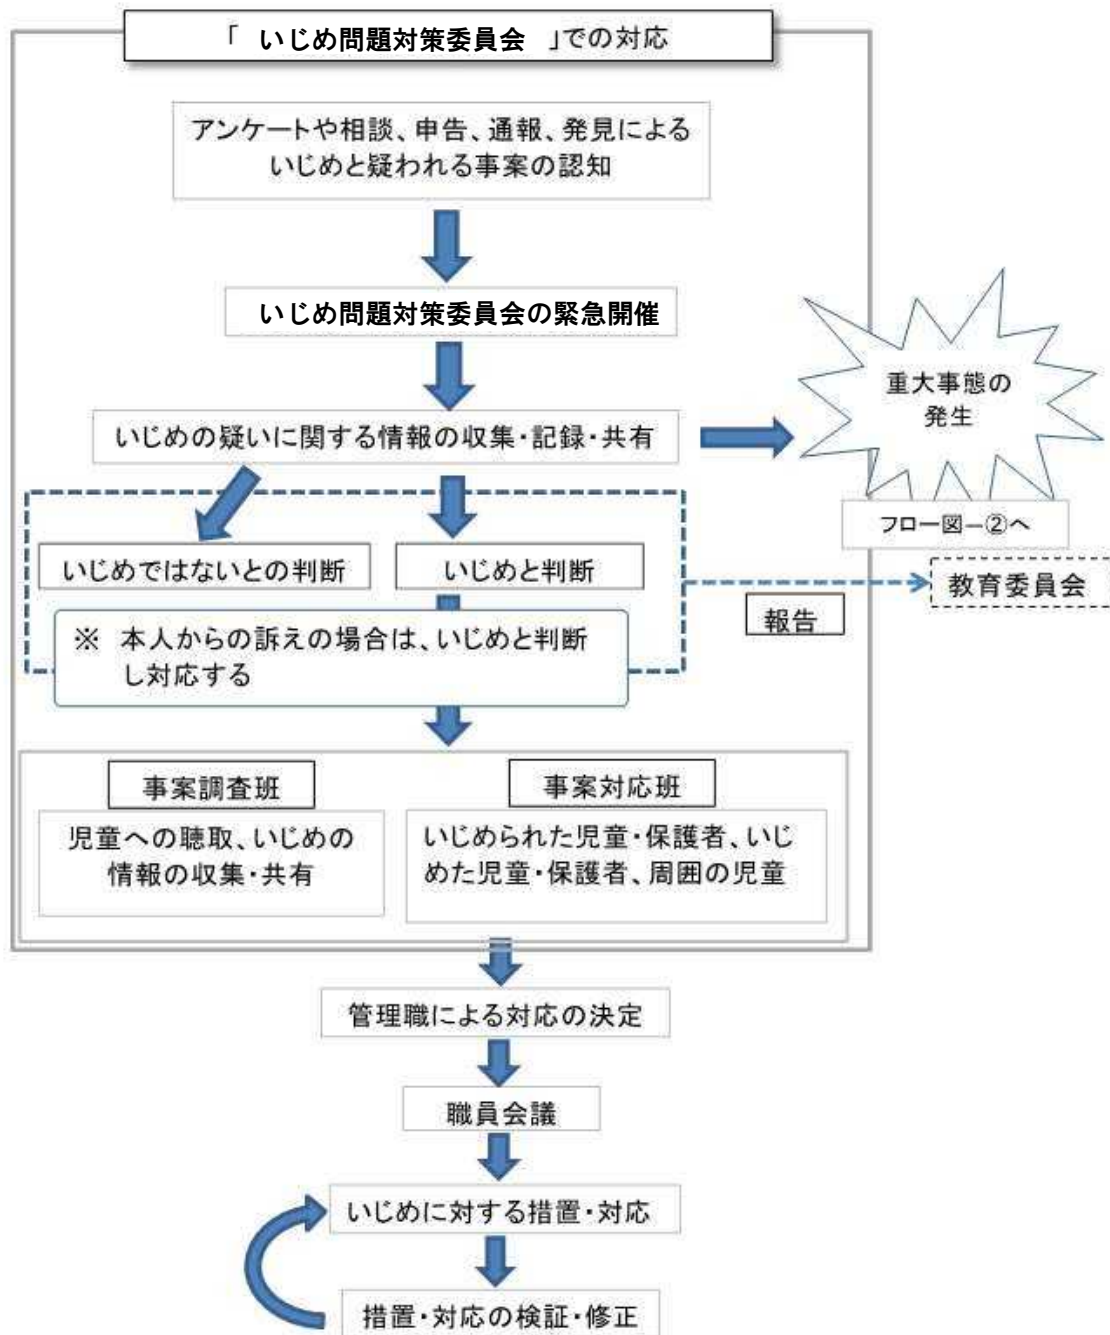 「 いじめ問題対策委員会 」での対応
アンケートや相談、申告、通報、発見による
いじめと疑われる事案の認知
いじめ問題対策委員会の緊急開催
いじめの疑いに関する情報の収集・記録・共有
重大事態の
発生
フロー図―②へ
いじめではないとの判断
いじめと判断
教育委員会
報告
※ 本人からの訴えの場合は、いじめと判断
し対応する
事案調査班
児童への聴取、いじめの
情報の収集・共有
事案対応班
いじめられた児童・保護者、いじ
めた児童・保護者、周囲の児童
管理職による対応の決定
職員会議
いじめに対する措置・対応
措置・対応の検証・修正